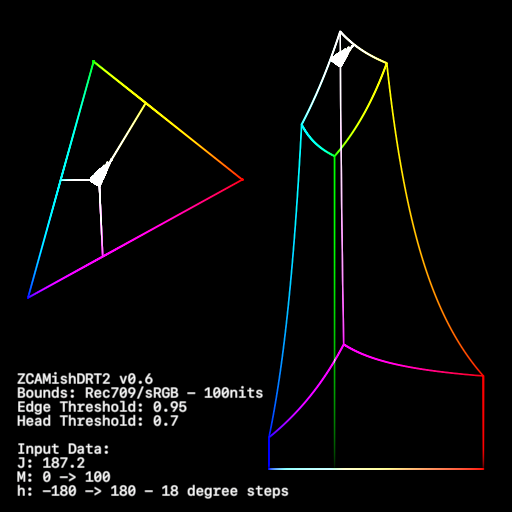 ZCAMishDRT2 v0.6
Bounds: Rec709/sRGB - 100nits
Edge Threshold: 0.95
Head Threshold: 0.7
Input Data:
J: 187.2
M: 0 -> 100
h: -180 -> 180 - 18 degree steps